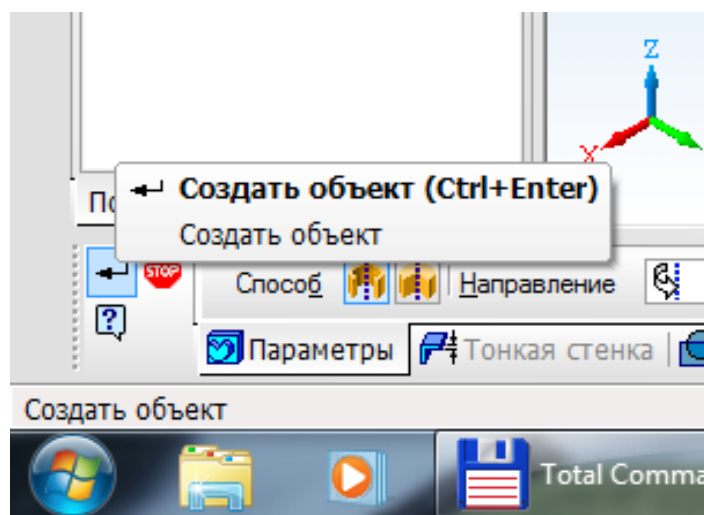 Z
X
По
Создать объект (Ctrl+Enter)
Создать объект
STOP
Способ
Направление
?
Параметры
Тонкая стенка
Создать объект
Total Comma